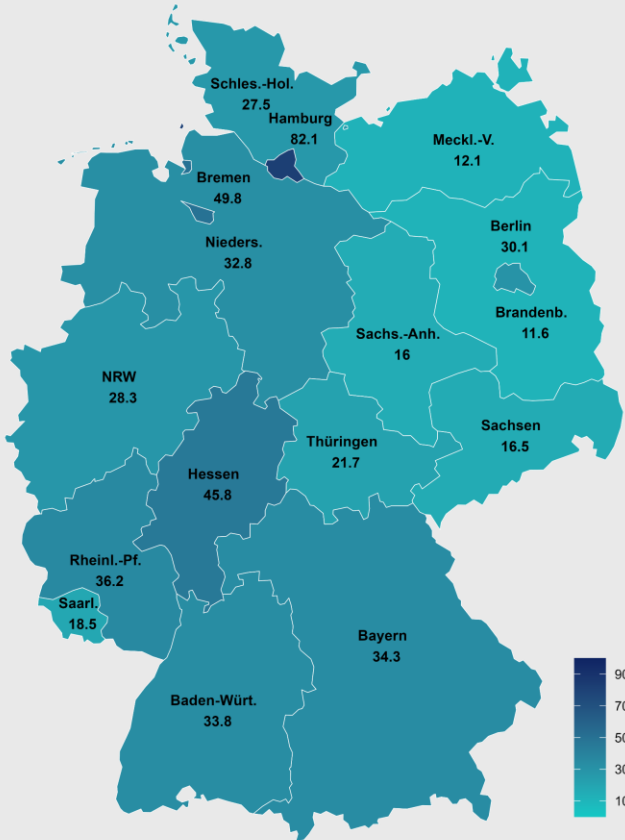 Schles.-Hol.
27.5
Hamburg
82.1
Meckl.-V.
12.1
Bremen
49.8
Berlin
30.1
Nieders.
32.8
Brandenb.
11.6
Sachs.-Anh.
16
NRW
28.3
Sachsen
16.5
Thüringen
21.7
Hessen
45.8
Rheinl.-Pf.
36.2
Saarl.
18.5
Bayern
34.3
Baden-Würt.
33.8
90
70
30
10